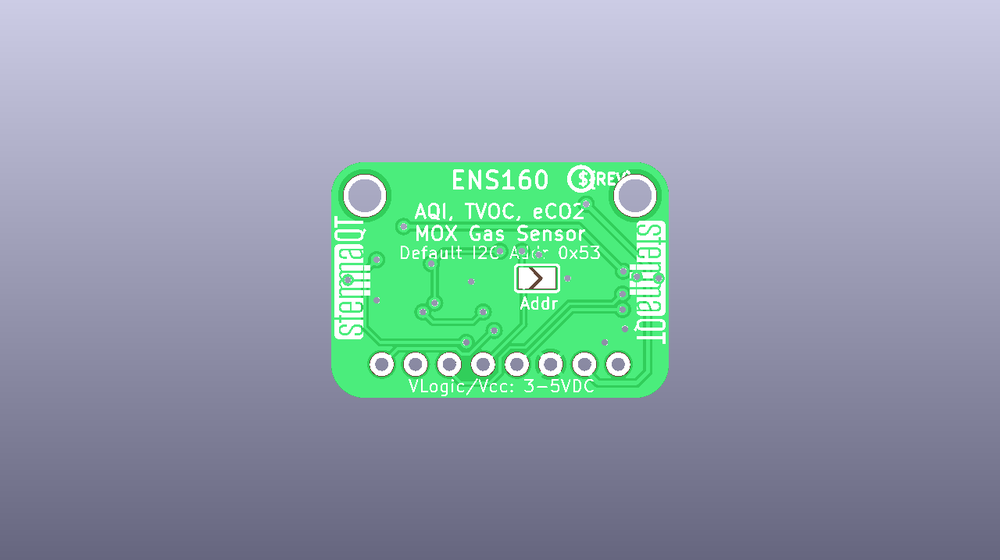 ENS160
${REV}
AQI, TVOC, eCO2
MOX Gas Sensor
Default I2C Addr 0x53
Addr
stemmaQT
stemmaQT
VLogic/Vcc: 3-5VDC